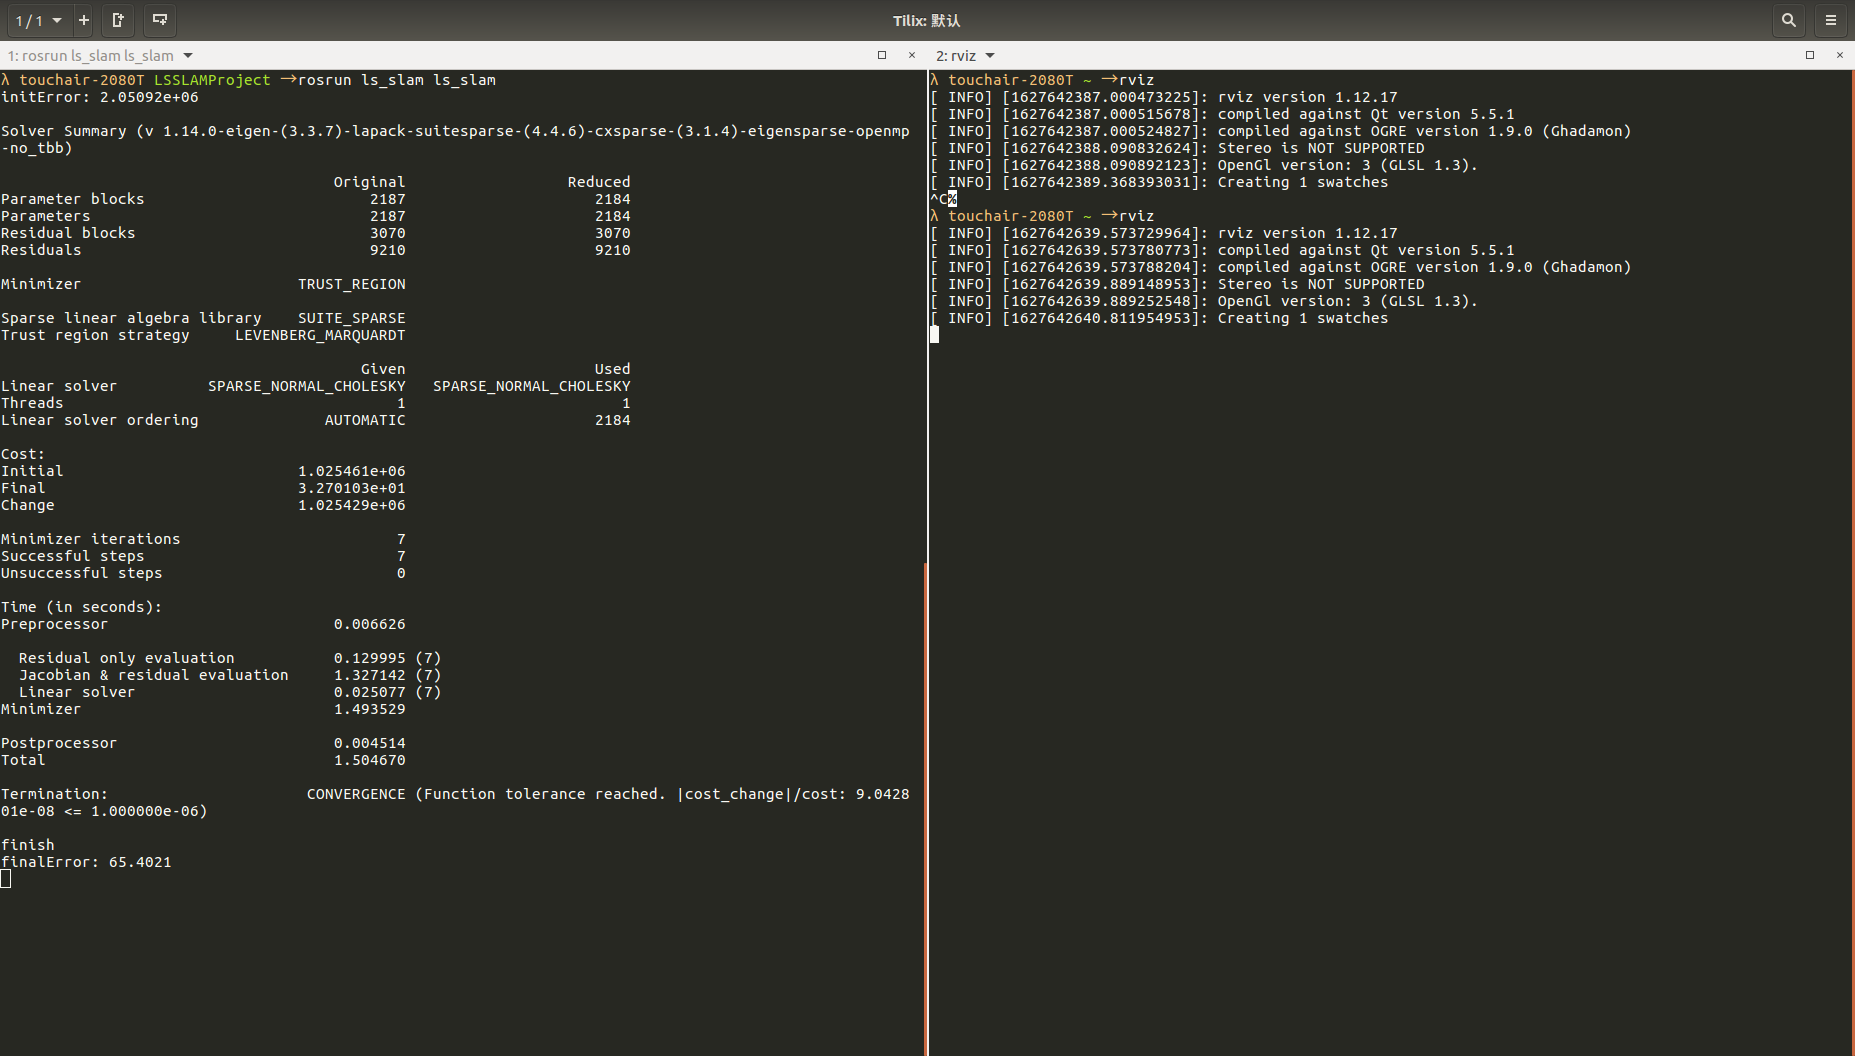 1 / 1
Tilix: 默认
1: rosrun ls_slam ls_slam
λ touchair-2080T LSSLAMProject →rosrun ls_slam ls_slam
initError: 2.05092e+06
Solver Summary (v 1.14.0-eigen-(3.3.7)-lapack-suitesparse-(4.4.6)-cxsparse-(3.1.4)-eigensparse-openmp
-no_tbb)
Original Reduced
Parameter blocks 2187 2184
Parameters 2187 2184
Residual blocks 3070 3070
Residuals 9210 9210
Minimizer TRUST_REGION
Sparse linear algebra library SUITE_SPARSE
Trust region strategy LEVENBERG_MARQUARDT
Given Used
Linear solver SPARSE_NORMAL_CHOLESKY SPARSE_NORMAL_CHOLESKY
Threads 1 1
Linear solver ordering AUTOMATIC 2184
Cost:
Initial 1.025461e+06
Final 3.270103e+01
Change 1.025429e+06
Minimizer iterations 7
Successful steps 7
Unsuccessful steps 0
Time (in seconds):
Preprocessor 0.006626
Residual only evaluation 0.129995 (7)
Jacobian & residual evaluation 1.327142 (7)
Linear solver 0.025077 (7)
Minimizer 1.493529
Postprocessor 0.004514
Total 1.504670
Termination: CONVERGENCE (Function tolerance reached. |cost_change|/cost: 9.0428
01e-08 <= 1.000000e-06)
finish
finalError: 65.4021
2: rviz
λ touchair-2080T ~ →rviz
[ INFO] [1627642387.000473225]: rviz version 1.12.17
[ INFO] [1627642387.000515678]: compiled against Qt version 5.5.1
[ INFO] [1627642387.000524827]: compiled against OGRE version 1.9.0 (Ghadamon)
[ INFO] [1627642388.090832624]: Stereo is NOT SUPPORTED
[ INFO] [1627642388.090892123]: OpenGl version: 3 (GLSL 1.3).
[ INFO] [1627642389.368393031]: Creating 1 swatches
^C%
λ touchair-2080T ~ →rviz
[ INFO] [1627642639.573729964]: rviz version 1.12.17
[ INFO] [1627642639.573780773]: compiled against Qt version 5.5.1
[ INFO] [1627642639.573788204]: compiled against OGRE version 1.9.0 (Ghadamon)
[ INFO] [1627642639.889148953]: Stereo is NOT SUPPORTED
[ INFO] [1627642639.889252548]: OpenGl version: 3 (GLSL 1.3).
[ INFO] [1627642640.811954953]: Creating 1 swatches